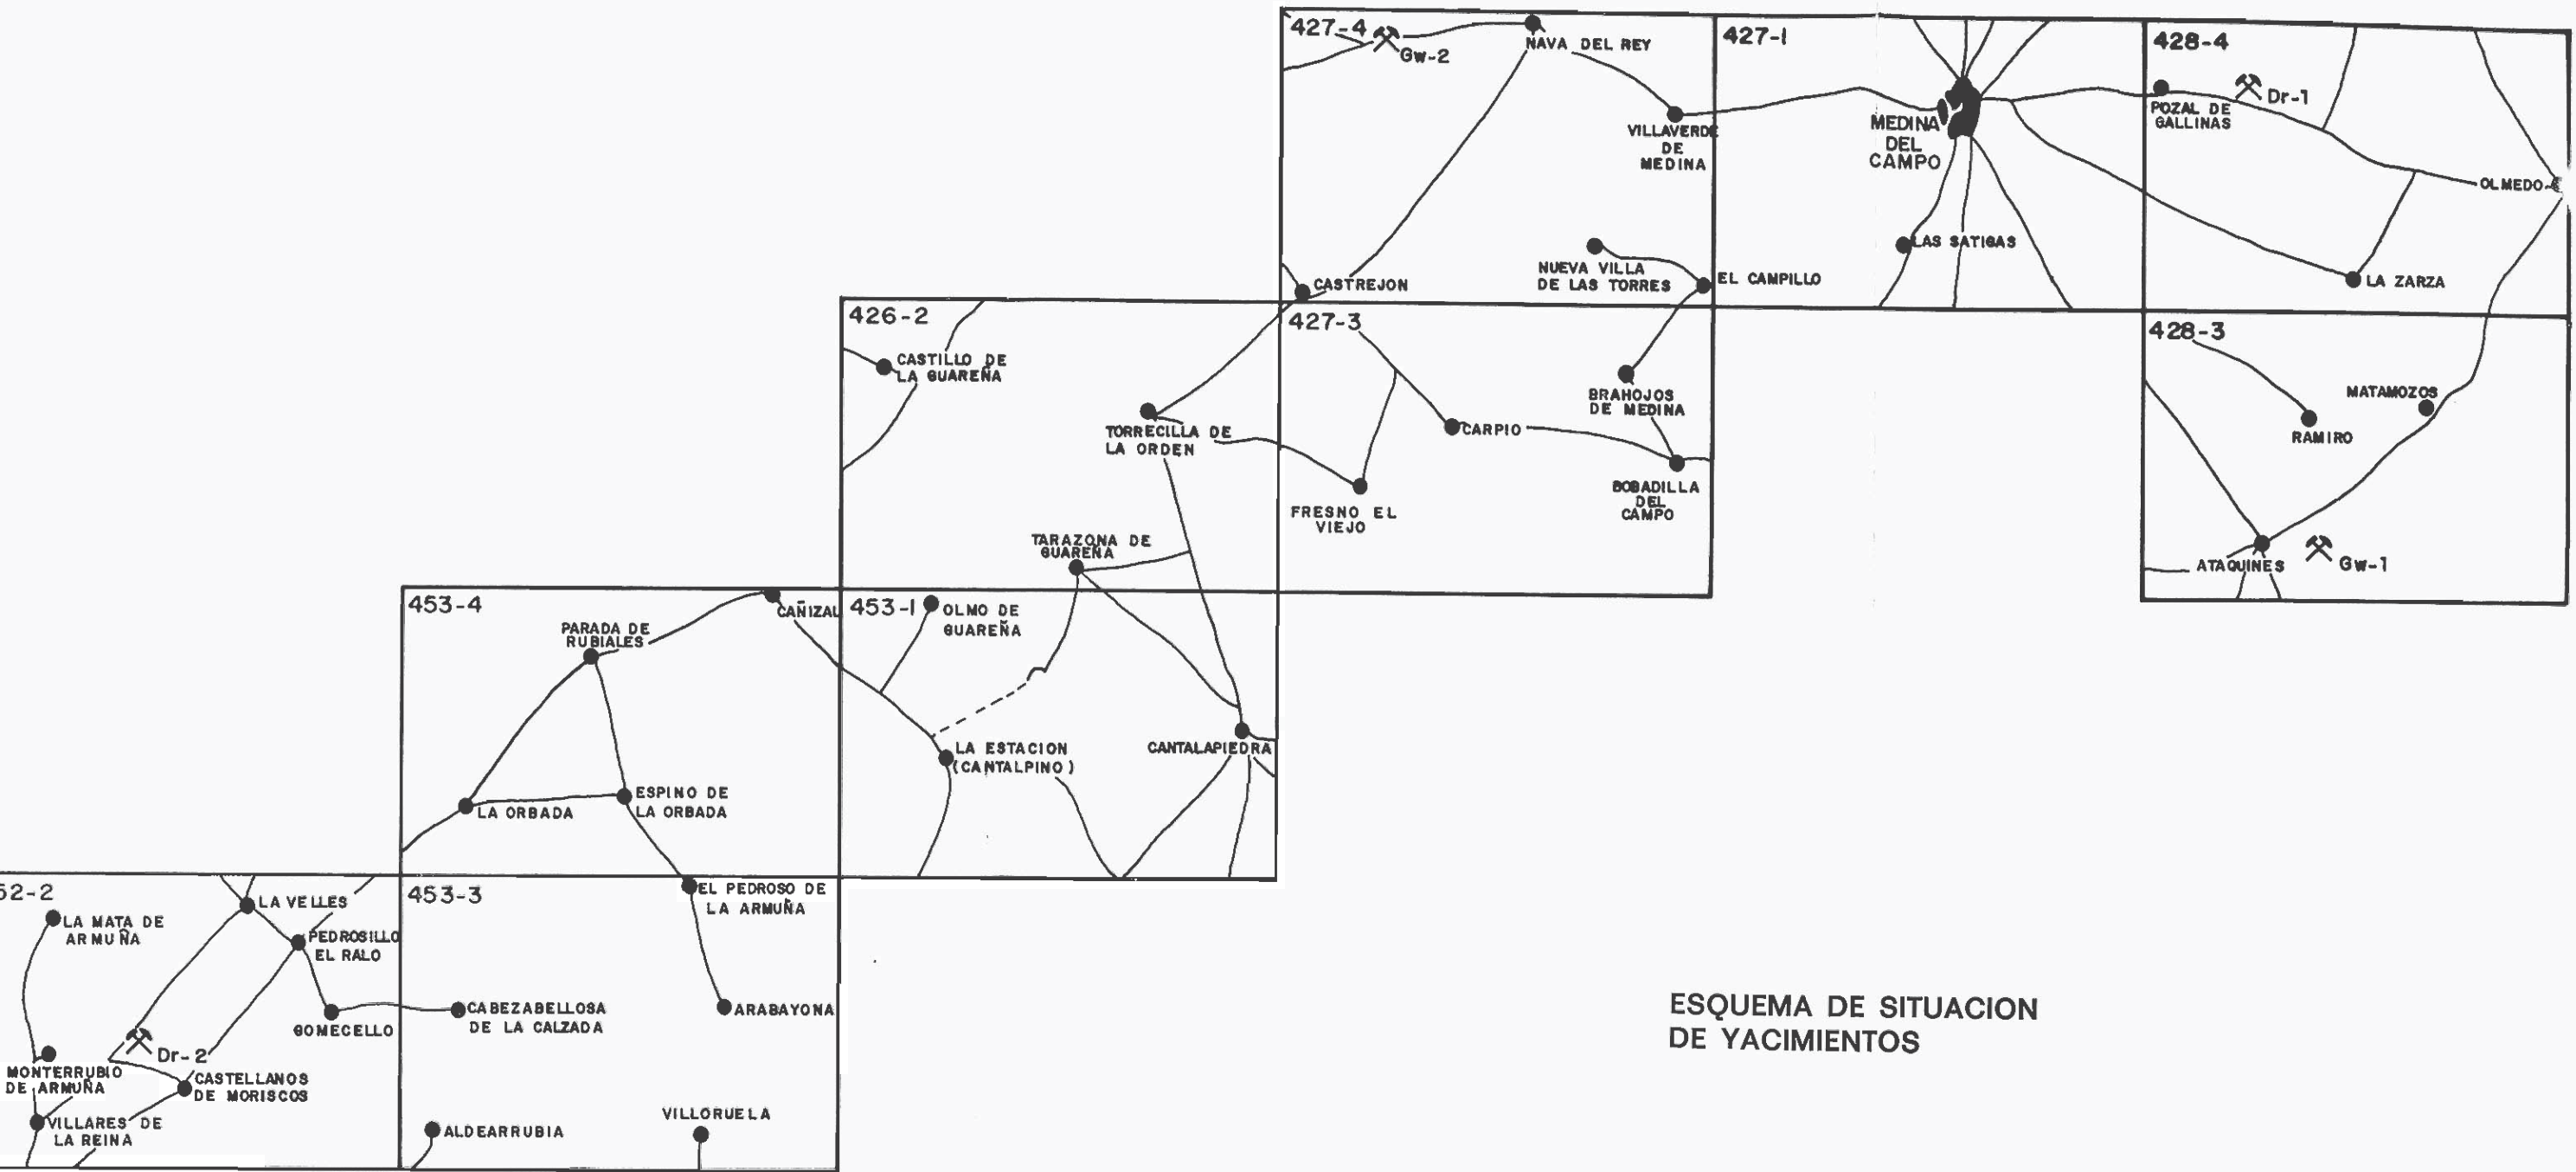 427-4
Gw-2
NAVA DEL REY
VILLAVERDE
DE
MEDINA
NUEVA VILLA
DE LAS TORRES
EL CAMPILLO
CASTREJON
427-1
MEDINA
DEL
CAMPO
LAS SATIGAS
428-4
POZAL DE
GALLINAS
Dr-1
OLMEDO
LA ZARZA
426-2
CASTILLO DE
LA GUAREÑA
TORRECILLA DE
LA ORDEN
TARAZONA DE
GUAREÑA
427-3
BRAHOJOS
DE MEDINA
CARPIO
BOBADILLA
DEL
CAMPO
FRESNO EL
VIEJO
428-3
MATAMOZOS
RAMIRO
ATAQUINES
Gw-1
453-4
CAÑIZAL
PARADA DE
RUBIALES
LA ORBADA
ESPINO DE
LA ORBADA
453-1
OLMO DE
GUAREÑA
LA ESTACION
(CANTALPINO)
CANTALAPIEDRA
52-2
LA MATA DE
ARMUÑA
LA VELLES
PEDROSILLO
EL RALO
GOMECELLO
Dr-2
MONTERRUBIO
DE ARMUÑA
CASTELLANOS
DE MORISCOS
VILLARES DE
LA REINA
453-3
EL PEDROSO DE
LA ARMUÑA
CABEZABELLOSA
DE LA CALZADA
ARABAYONA
ALDEARRUBIA
VILLORUELA
ESQUEMA DE SITUACION
DE YACIMIENTOS